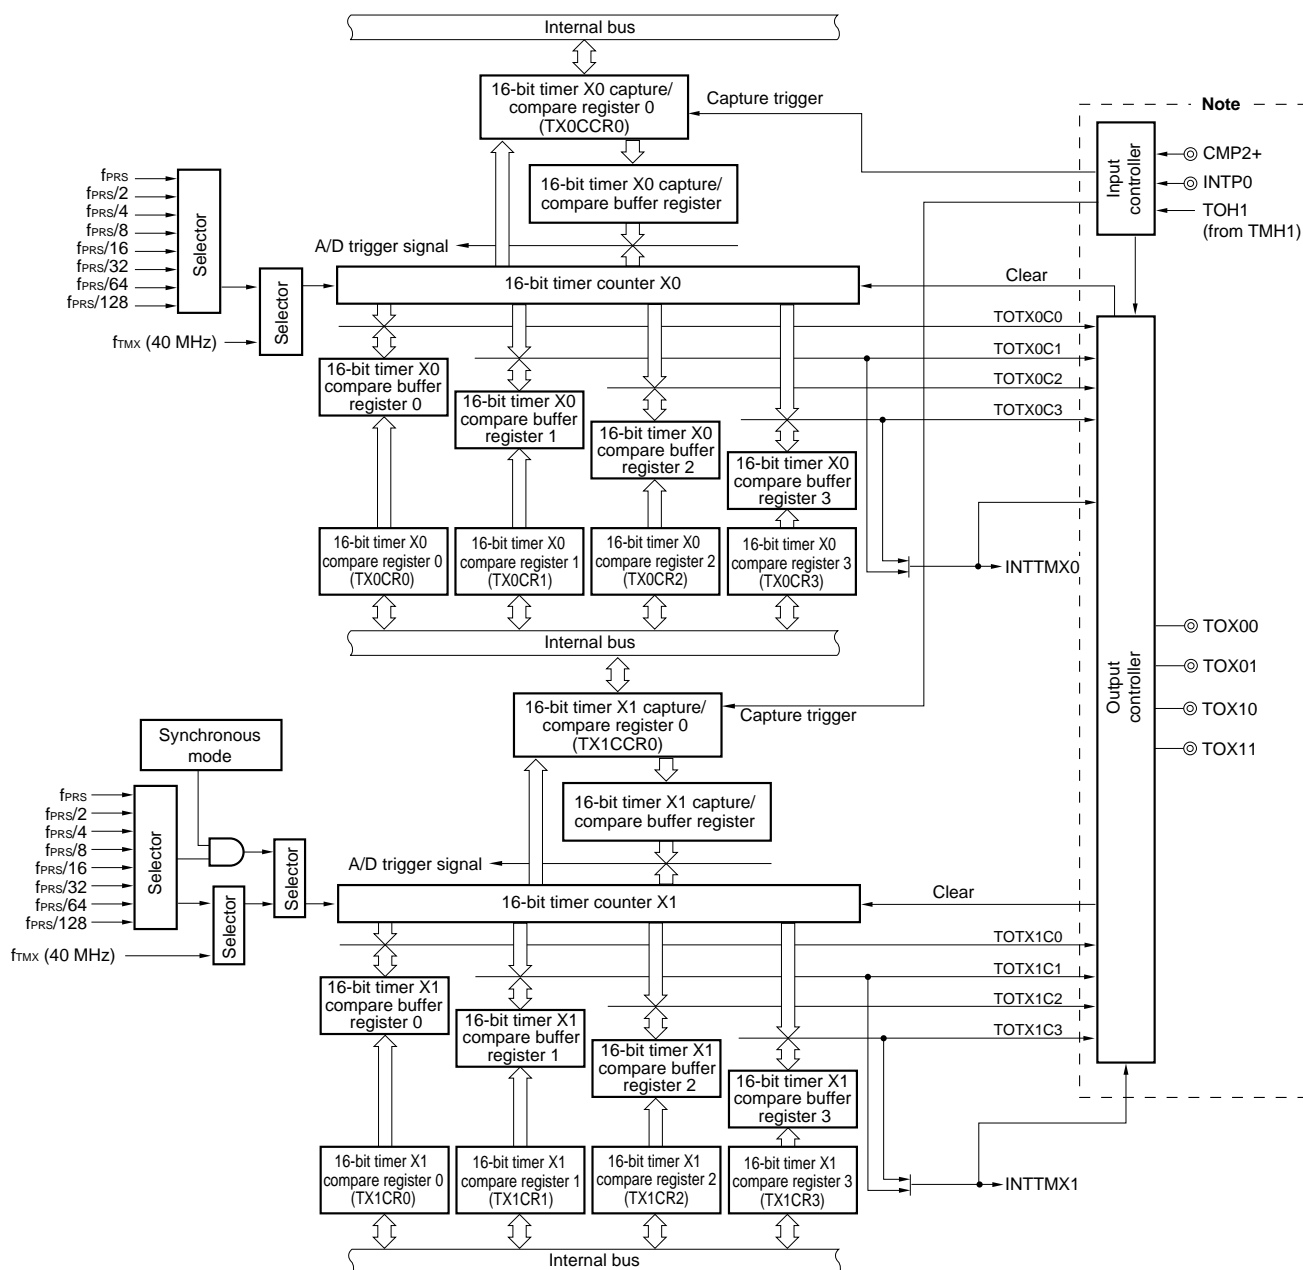 Internal bus
16-bit timer X0 capture/
compare register 0
(TX0CCR0)
Capture trigger
Note
Input
controller
CMP2+
INTP0
TOH1
(from TMH1)
16-bit timer X0 capture/
compare buffer register
fPRS
fPRS/2
fPRS/4
fPRS/8
fPRS/16
fPRS/32
fPRS/64
fPRS/128
Selector
A/D trigger signal
Selector
fTMX (40 MHz)
16-bit timer counter X0
Clear
TOTX0C0
TOTX0C1
TOTX0C2
TOTX0C3
16-bit timer X0
compare buffer
register 0
16-bit timer X0
compare buffer
register 1
16-bit timer X0
compare buffer
register 2
16-bit timer X0
compare buffer
register 3
16-bit timer X0
compare register 0
(TX0CR0)
16-bit timer X0
compare register 1
(TX0CR1)
16-bit timer X0
compare register 2
(TX0CR2)
16-bit timer X0
compare register 3
(TX0CR3)
INTTMX0
Internal bus
Output
controller
TOX00
TOX01
TOX10
TOX11
16-bit timer X1 capture/
compare register 0
(TX1CCR0)
Capture trigger
Synchronous
mode
16-bit timer X1 capture/
compare buffer register
fPRS
fPRS/2
fPRS/4
fPRS/8
fPRS/16
fPRS/32
fPRS/64
fPRS/128
Selector
Selector
Selector
fTMX (40 MHz)
A/D trigger signal
16-bit timer counter X1
Clear
TOTX1C0
TOTX1C1
TOTX1C2
TOTX1C3
16-bit timer X1
compare buffer
register 0
16-bit timer X1
compare buffer
register 1
16-bit timer X1
compare buffer
register 2
16-bit timer X1
compare buffer
register 3
16-bit timer X1
compare register 0
(TX1CR0)
16-bit timer X1
compare register 1
(TX1CR1)
16-bit timer X1
compare register 2
(TX1CR2)
16-bit timer X1
compare register 3
(TX1CR3)
INTTMX1
Internal bus